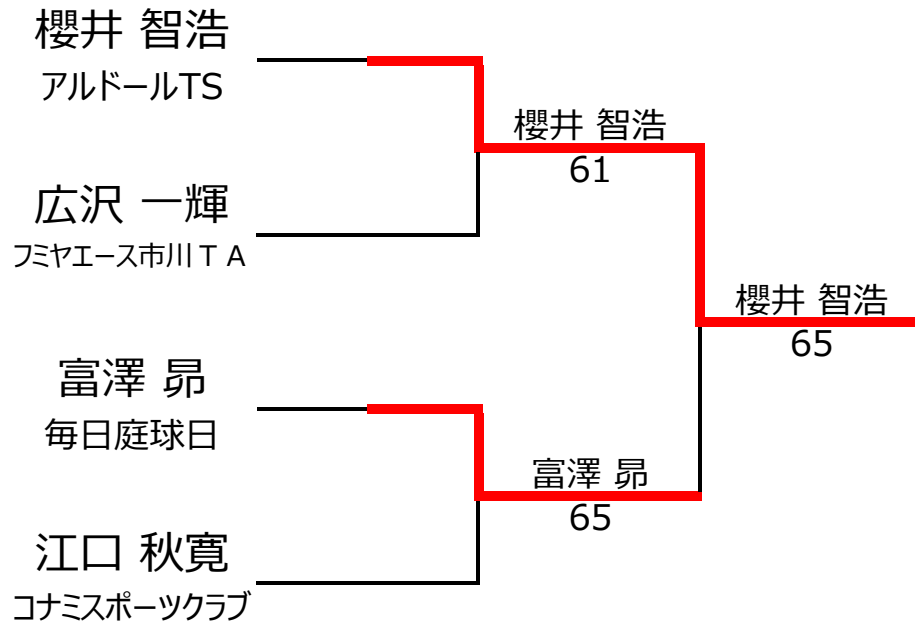 櫻井 智浩
アルドールTS
櫻井 智浩
61
広沢 一輝
フミヤエース市川ＴＡ
櫻井 智浩
65
富澤 昴
毎日庭球日
富澤 昴
65
江口 秋寛
コナミスポーツクラブ